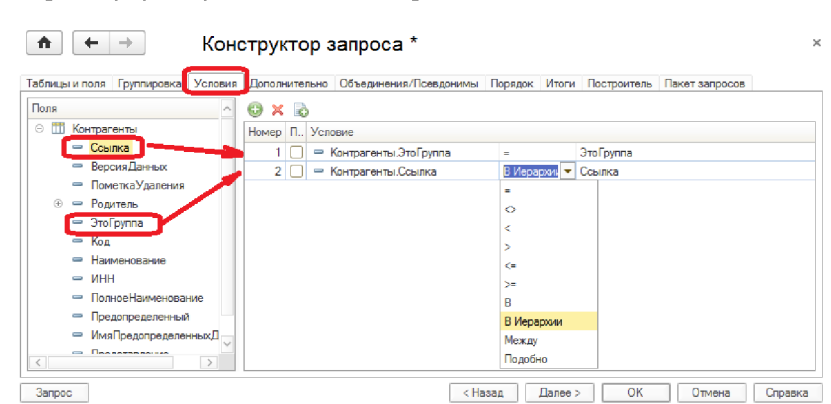 Конструктор запроса *
×
Таблицы и поля Группировка Условия Дополнительно Объединения/Псевдонимы Порядок Итоги Построитель Пакет запросов
Поля
Контрагенты
Ссылка
ВерсияДанных
ПометкаУдаления
Родитель
ЭтоГруппа
Код
Наименование
ИНН
ПолноеНаименование
Предопределенный
ИмяПредопределенныхД
Представление
Номер П.. Условие
1 Контрагенты.ЭтоГруппа = ЭтоГруппа
2 Контрагенты.Ссылка В Иерархии Ссылка
=
<>
<
>
<=
>=
В
В Иерархии
Между
Подобно
Запрос < Назад Далее > OK Отмена Справка